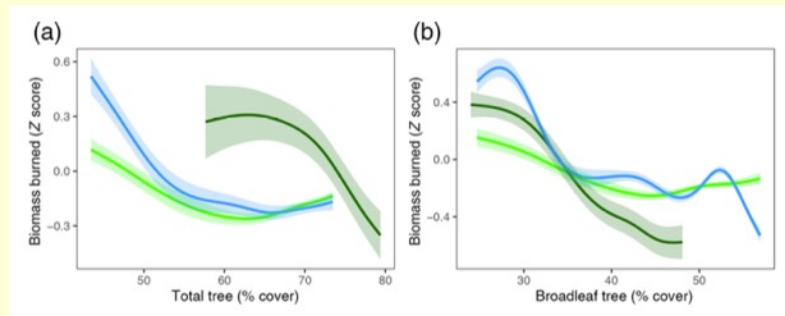 (a)
(b)
Biomass burned (Z score)
0.6
0.3
0.0
−0.3
50
60
70
80
Total tree (% cover)
Biomass burned (Z score)
0.4
0.0
−0.4
30
40
50
Broadleaf tree (% cover)